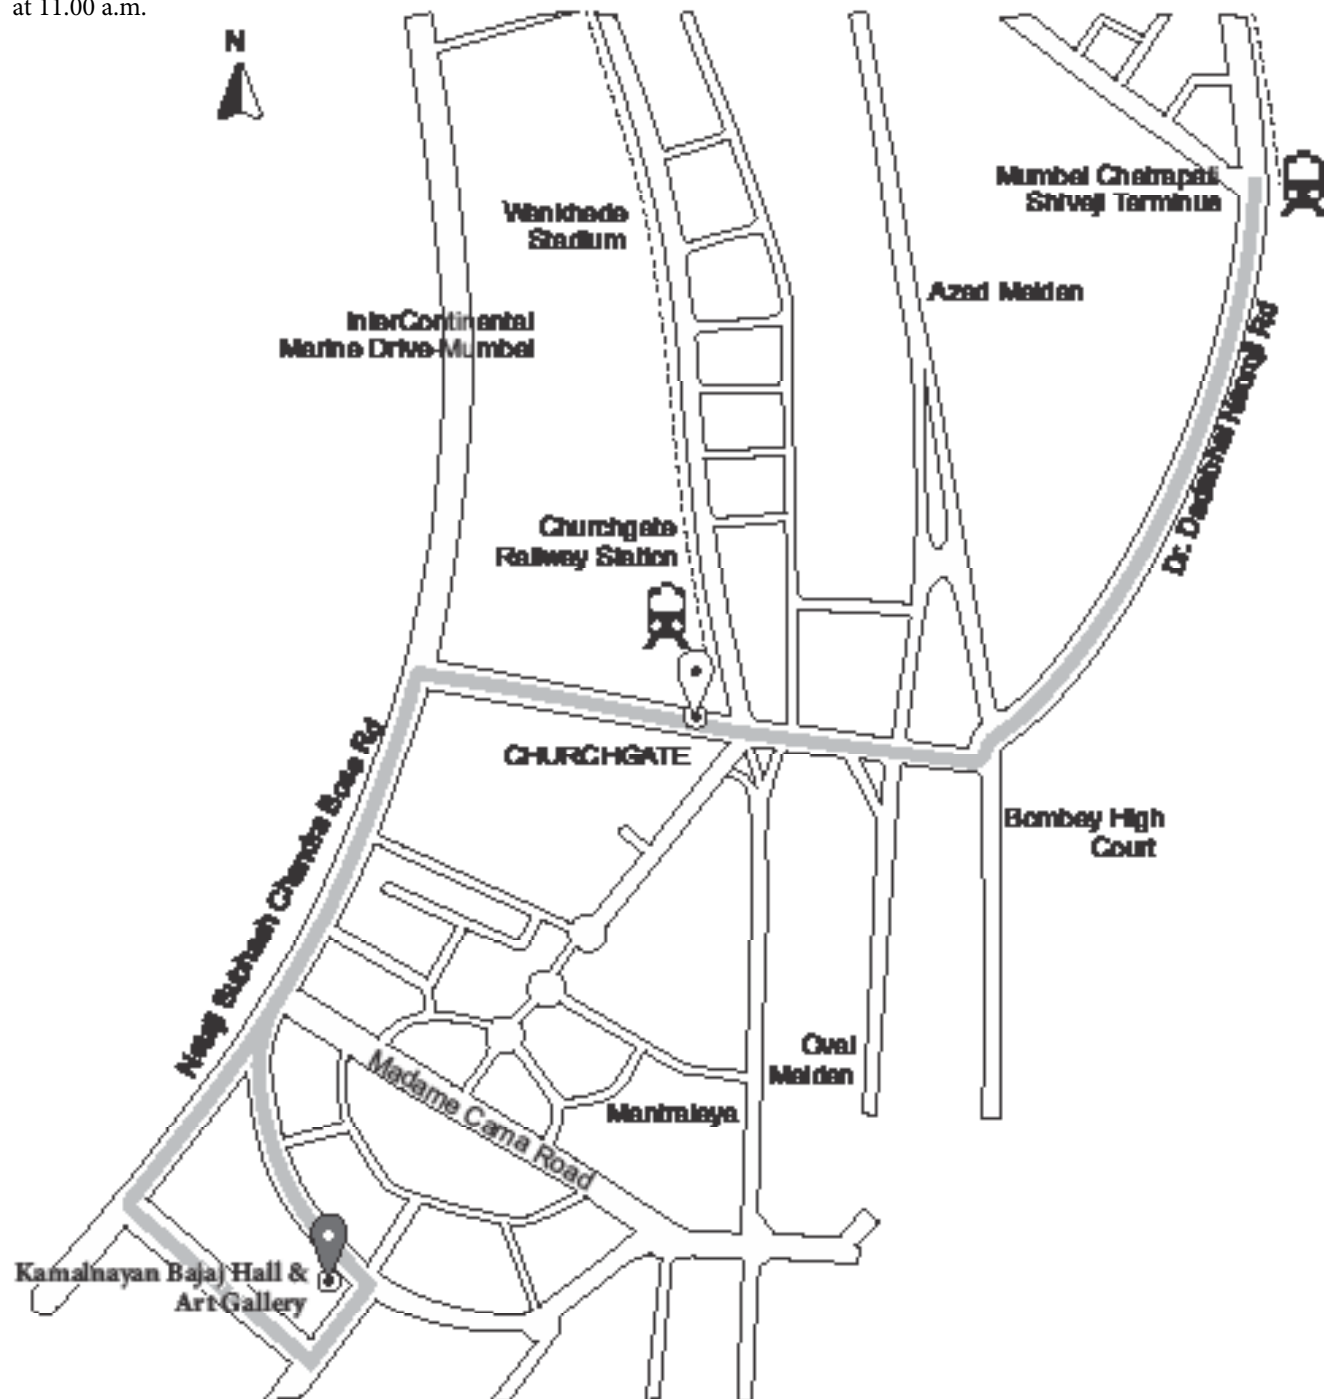 at 11.00 a.m.
N
Mumbai Chatrapati
Shivaji Terminus
Wankhade
Stadium
Azad Maidan
InterContinental
Marine Drive-Mumbai
Dr. Dadabhai Naoroji Rd
Churchgate
Railway Station
CHURCHGATE
Netaji Subhash Chandra Bose Rd
Bombay High
Court
Oval
Maidan
Madame Cama Road
Mantralaya
Kamalnayan Bajaj Hall &
Art Gallery